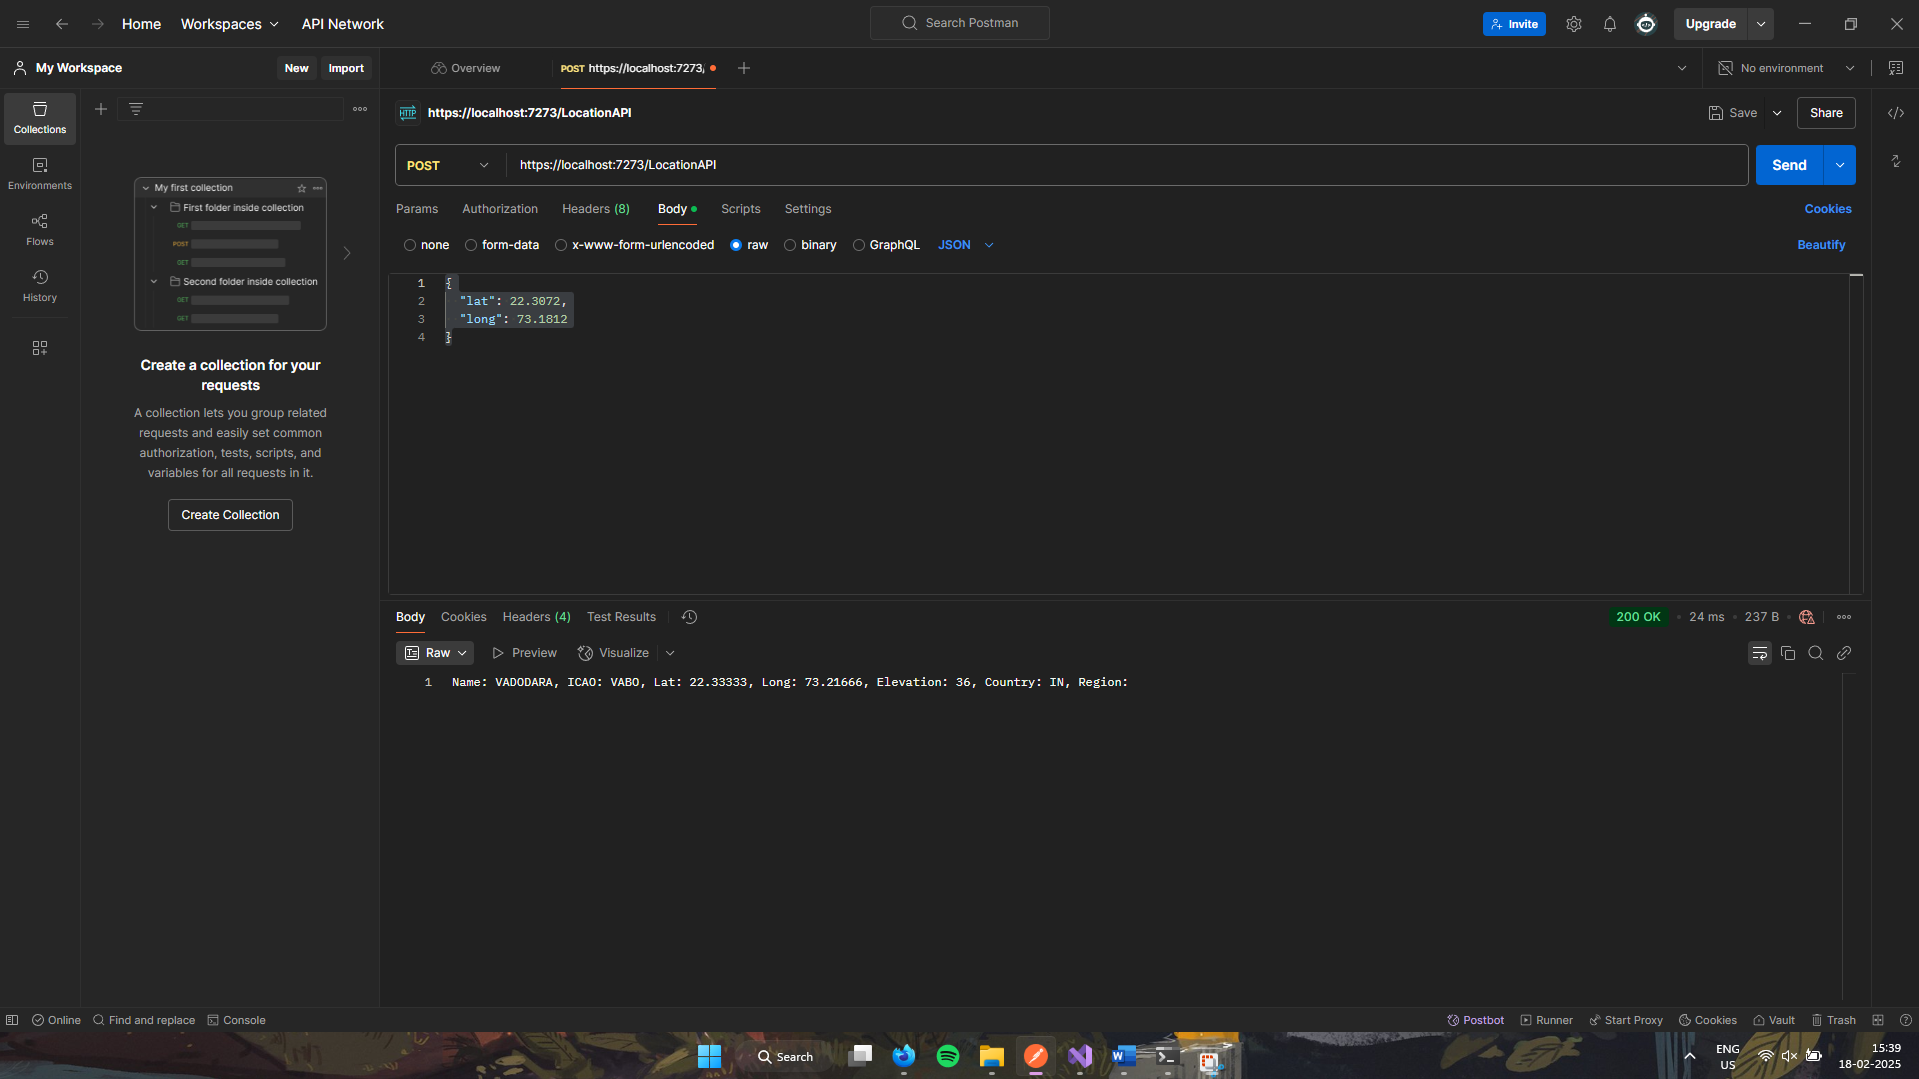 Home
Workspaces
API Network
Search Postman
Invite
Upgrade
My Workspace
New
Import
Overview
POST https://localhost:7273/
No environment
Collections
Environments
Flows
History
My first collection
First folder inside collection
GET
POST
GET
Second folder inside collection
GET
GET
Create a collection for your
requests
A collection lets you group related
requests and easily set common
authorization, tests, scripts, and
variables for all requests in it.
Create Collection
HTTP https://localhost:7273/LocationAPI
Save
Share
POST
https://localhost:7273/LocationAPI
Send
Params
Authorization
Headers (8)
Body
Scripts
Settings
Cookies
none
form-data
x-www-form-urlencoded
raw
binary
GraphQL
JSON
Beautify
1 {
2 "lat": 22.3072,
3 "long": 73.1812
4 }
Body
Cookies
Headers (4)
Test Results
200 OK
24 ms
237 B
Raw
Preview
Visualize
1 Name: VADODARA, ICAO: VABO, Lat: 22.33333, Long: 73.21666, Elevation: 36, Country: IN, Region:
Online
Find and replace
Console
Postbot
Runner
Start Proxy
Cookies
Vault
Trash
Search
ENG
US
15:39
18-02-2025